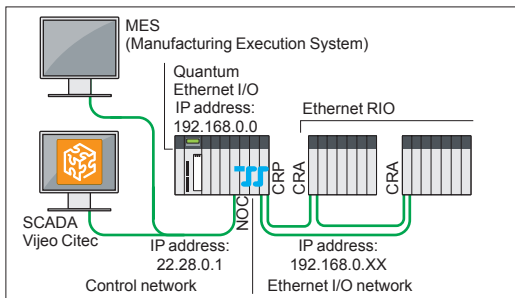 MES
(Manufacturing Execution System)
Quantum
Ethernet I/O
IP address:
192.168.0.0
Ethernet RIO
NOC
CRP
CRA
CRA
SCADA
Vijeo Citec
IP address:
22.28.0.1
IP address:
192.168.0.XX
Control network
Ethernet I/O network